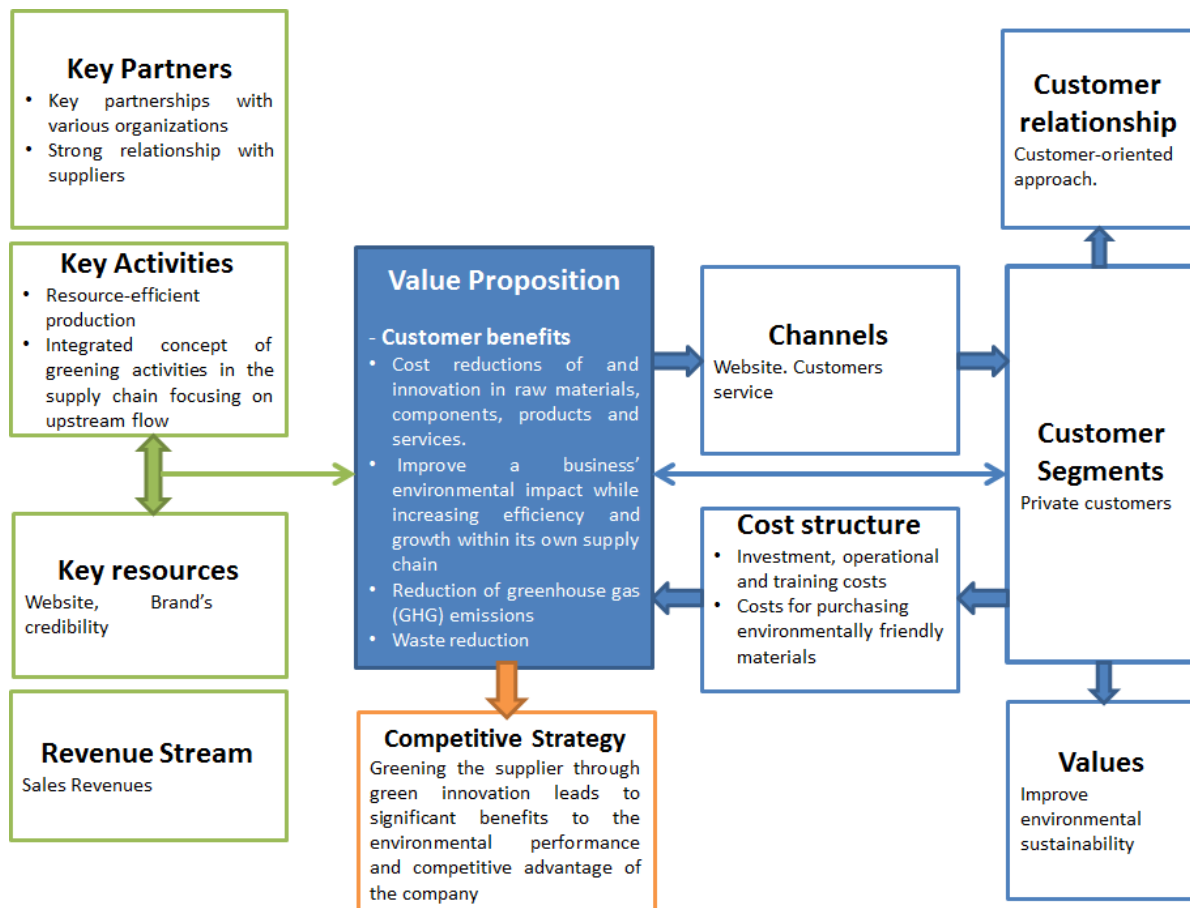 Key Partners
• Key partnerships with
various organizations
• Strong relationship with
suppliers
Key Activities
• Resource-efficient
production
• Integrated concept of
greening activities in the
supply chain focusing on
upstream flow
Key resources
Website, Brand's
credibility
Revenue Stream
Sales Revenues
Value Proposition
- Customer benefits
• Cost reductions of and
innovation in raw materials,
components, products and
services.
• Improve a business'
environmental impact while
increasing efficiency and
growth within its own supply
chain
• Reduction of greenhouse gas
(GHG) emissions
• Waste reduction
Competitive Strategy
Greening the supplier through
green innovation leads to
significant benefits to the
environmental performance
and competitive advantage of
the company
Channels
Website. Customers
service
Cost structure
• Investment, operational
and training costs
• Costs for purchasing
environmentally friendly
materials
Customer
relationship
Customer-oriented
approach.
Customer
Segments
Private customers
Values
Improve
environmental
sustainability